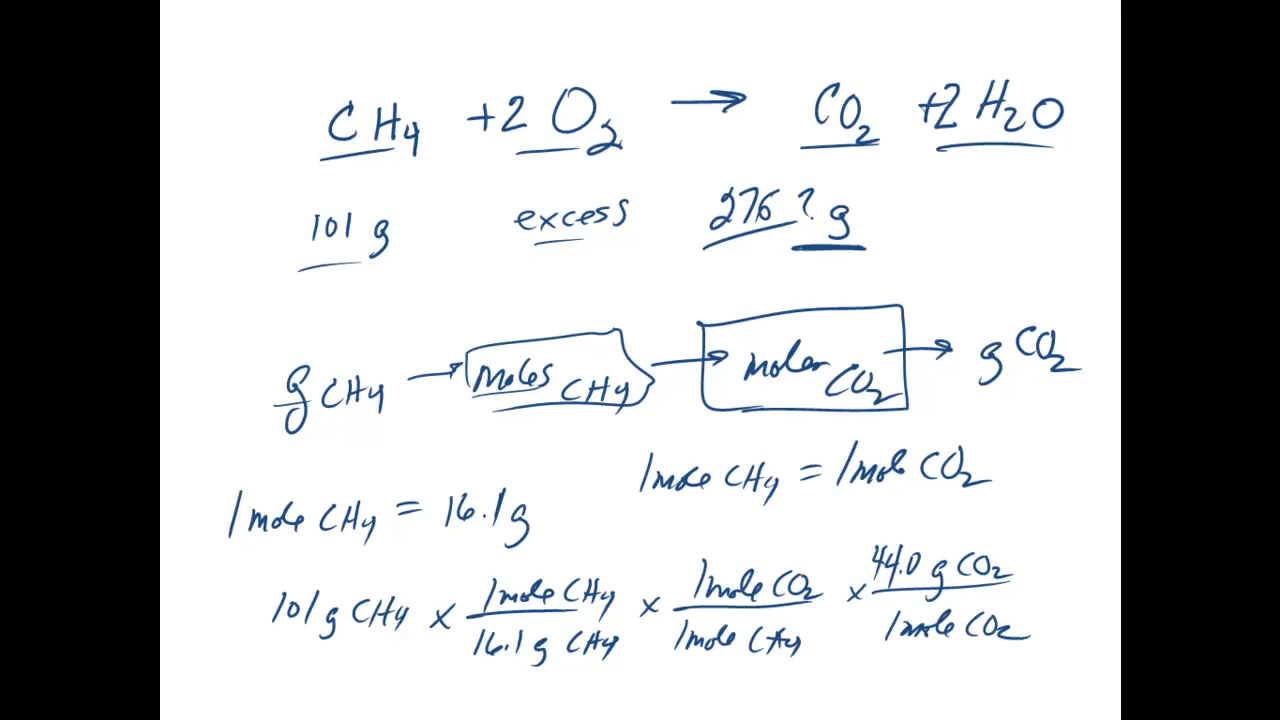 CH4 + 2 O2 → CO2 + 2 H2O
101 g excess 276 ? g
g CH4 → moles CH4 → moles CO2 → g CO2
1 mole CH4 = 1 mole CO2
1 mole CH4 = 16.1 g
101 g CH4 × 1 mole CH4 / 16.1 g CH4 × 1 mole CO2 / 1 mole CH4 × 44.0 g CO2 / 1 mole CO2